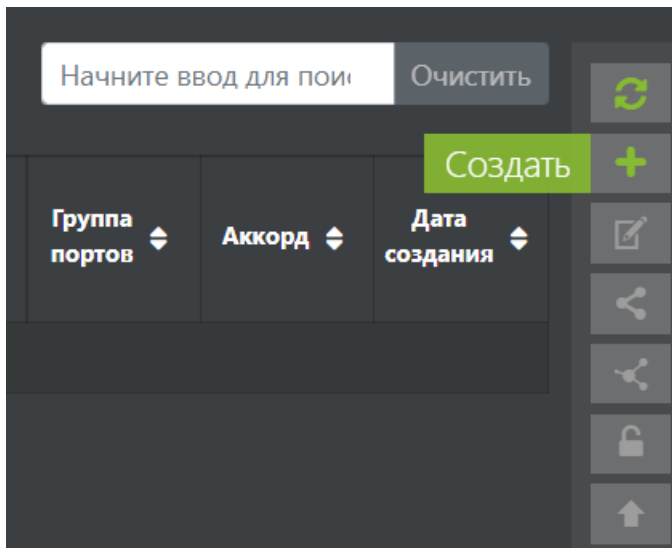 Начните ввод для пои
Очистить
Создать
Группа
портов
Аккорд
Дата
создания